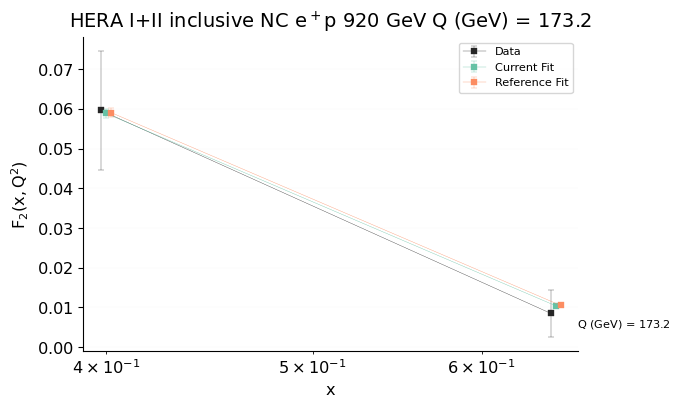 HERA I+II inclusive NC e⁺p 920 GeV Q (GeV) = 173.2
Data
Current Fit
Reference Fit
F₂(x, Q²)
0.07
0.06
0.05
0.04
0.03
0.02
0.01
0.00
Q (GeV) = 173.2
4 × 10⁻¹
5 × 10⁻¹
6 × 10⁻¹
x